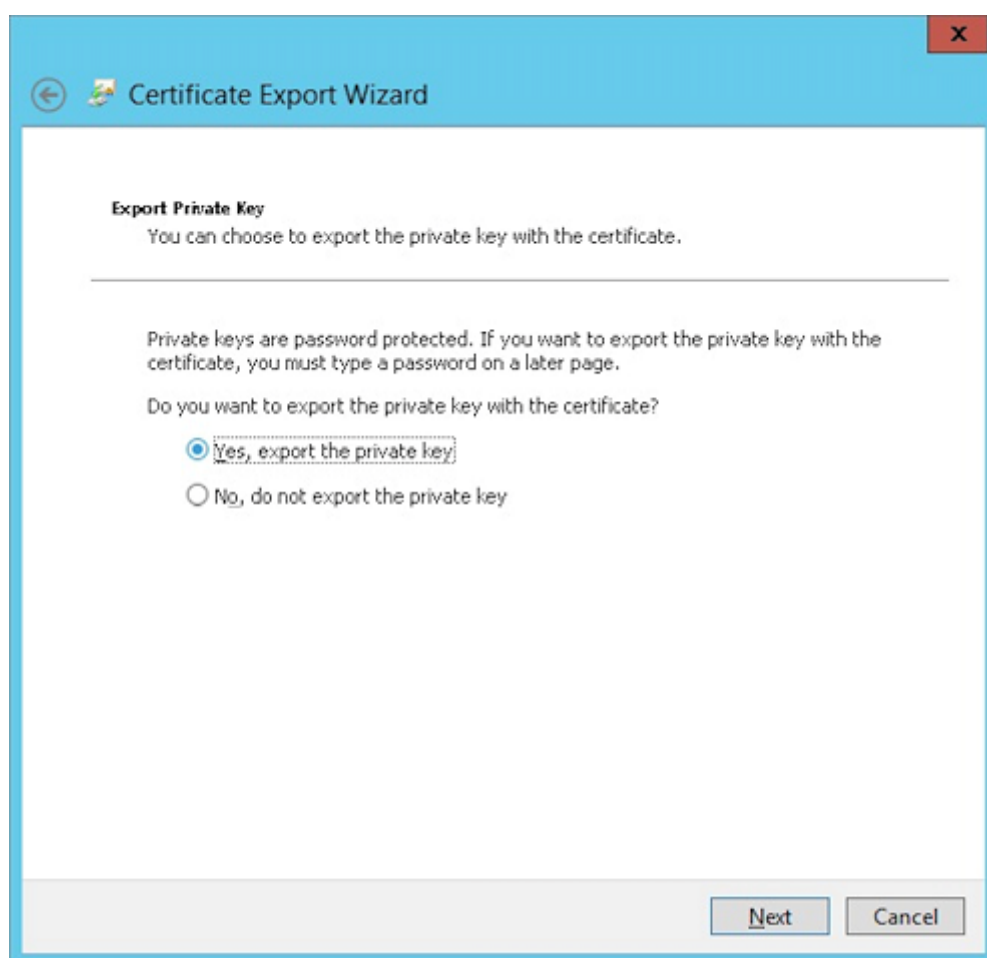 x
Certificate Export Wizard
Export Private Key
You can choose to export the private key with the certificate.
Private keys are password protected. If you want to export the private key with the
certificate, you must type a password on a later page.
Do you want to export the private key with the certificate?
Yes, export the private key
No, do not export the private key
Next Cancel